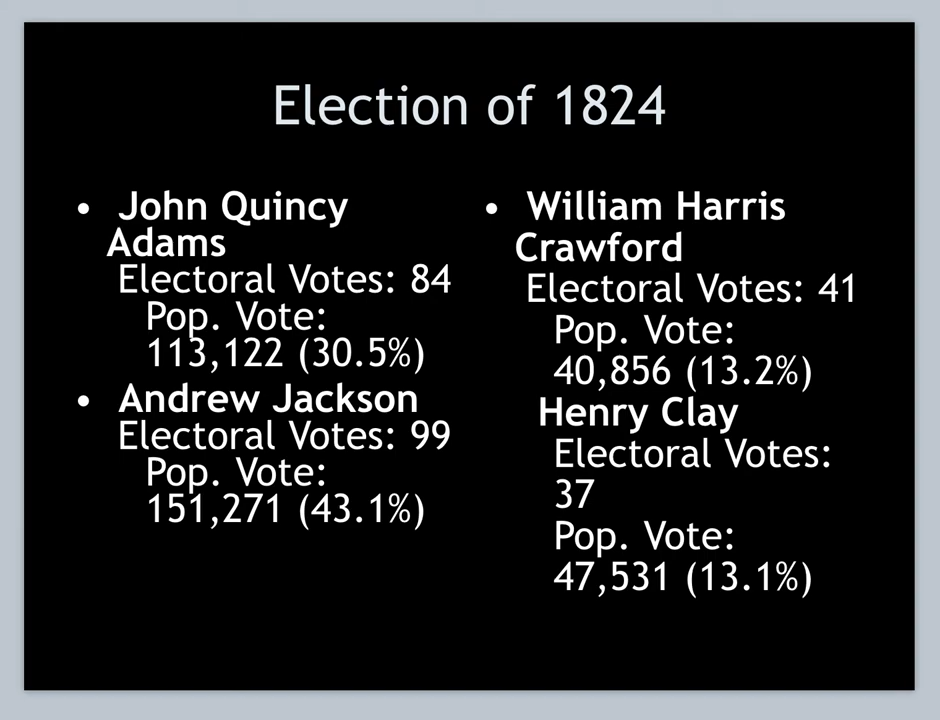 Election of 1824
• John Quincy
Adams
Electoral Votes: 84
Pop. Vote:
113,122 (30.5%)
• Andrew Jackson
Electoral Votes: 99
Pop. Vote:
151,271 (43.1%)
• William Harris
Crawford
Electoral Votes: 41
Pop. Vote:
40,856 (13.2%)
Henry Clay
Electoral Votes:
37
Pop. Vote:
47,531 (13.1%)